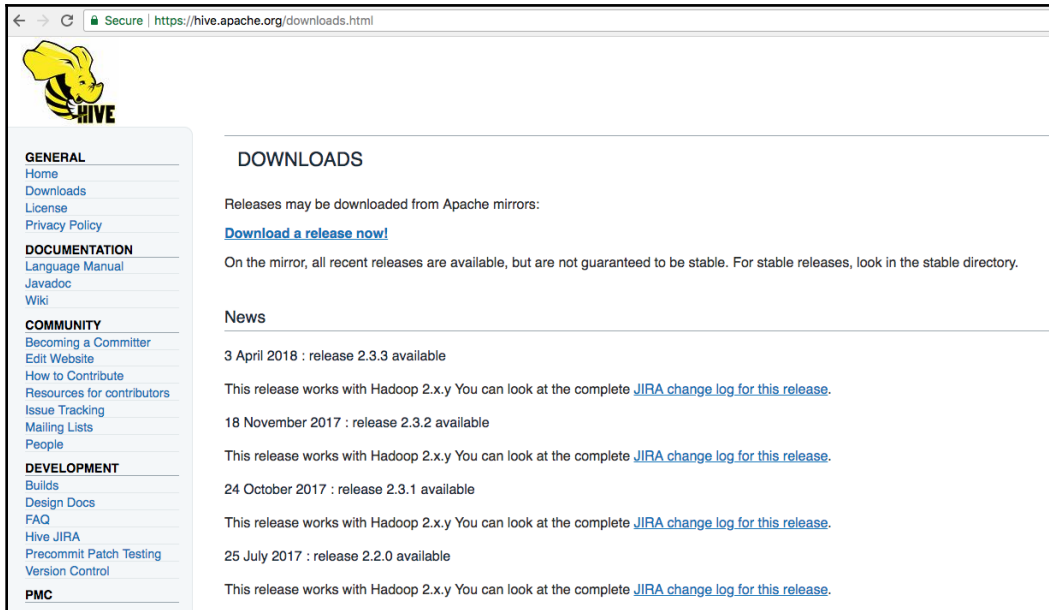 Secure | https://hive.apache.org/downloads.html
HIVE
GENERAL
Home
Downloads
License
Privacy Policy
DOCUMENTATION
Language Manual
Javadoc
Wiki
COMMUNITY
Becoming a Committer
Edit Website
How to Contribute
Resources for contributors
Issue Tracking
Mailing Lists
People
DEVELOPMENT
Builds
Design Docs
FAQ
Hive JIRA
Precommit Patch Testing
Version Control
PMC
DOWNLOADS
Releases may be downloaded from Apache mirrors:
Download a release now!
On the mirror, all recent releases are available, but are not guaranteed to be stable. For stable releases, look in the stable directory.
News
3 April 2018 : release 2.3.3 available
This release works with Hadoop 2.x.y You can look at the complete JIRA change log for this release.
18 November 2017 : release 2.3.2 available
This release works with Hadoop 2.x.y You can look at the complete JIRA change log for this release.
24 October 2017 : release 2.3.1 available
This release works with Hadoop 2.x.y You can look at the complete JIRA change log for this release.
25 July 2017 : release 2.2.0 available
This release works with Hadoop 2.x.y You can look at the complete JIRA change log for this release.